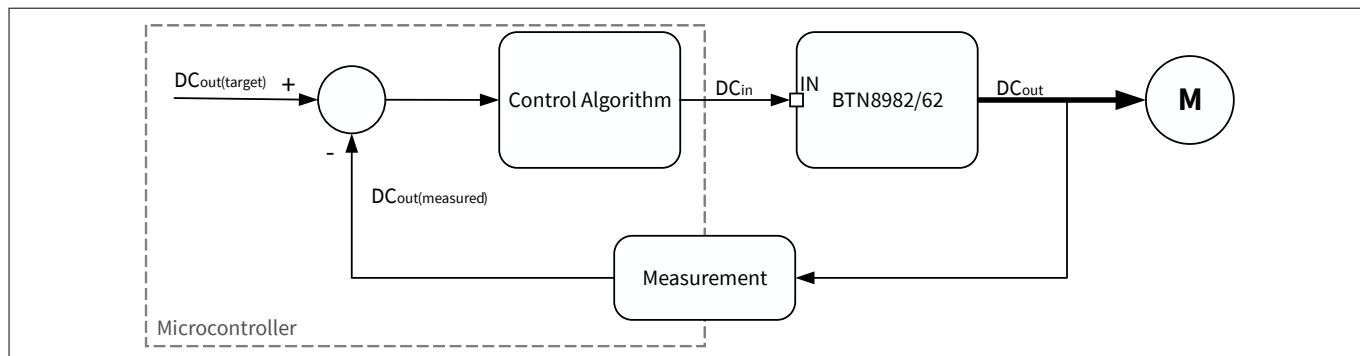 DCout(target)
+
Control Algorithm
DCin
IN
BTN8982/62
DCout
M
-
DCout(measured)
Measurement
Microcontroller